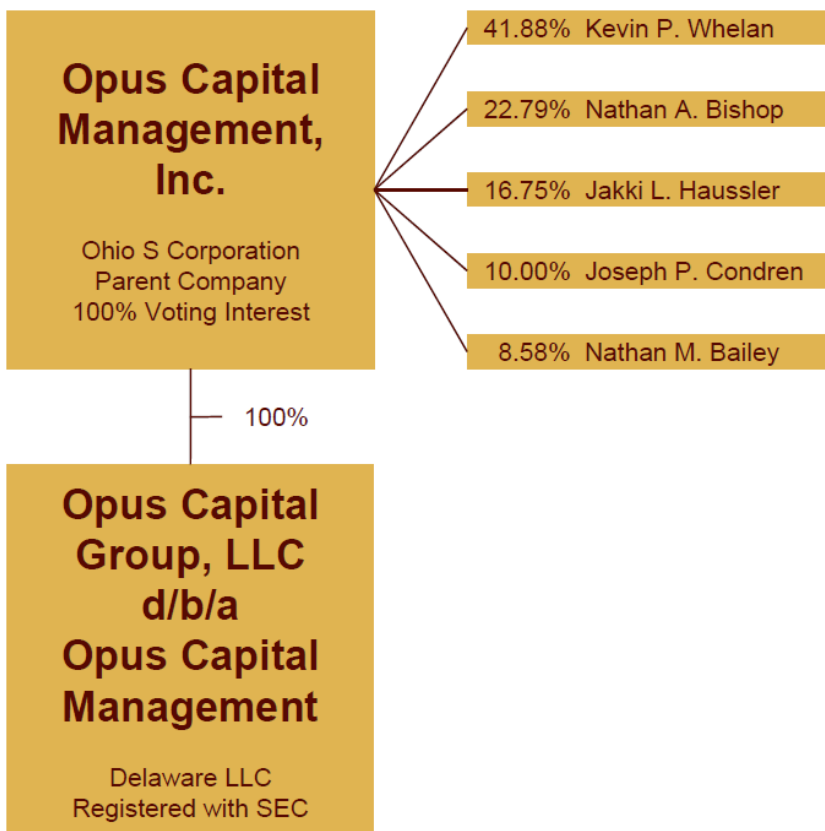 Opus Capital
Management,
Inc.
Ohio S Corporation
Parent Company
100% Voting Interest
41.88% Kevin P. Whelan
22.79% Nathan A. Bishop
16.75% Jakki L. Haussler
10.00% Joseph P. Condren
8.58% Nathan M. Bailey
100%
Opus Capital
Group, LLC
d/b/a
Opus Capital
Management
Delaware LLC
Registered with SEC